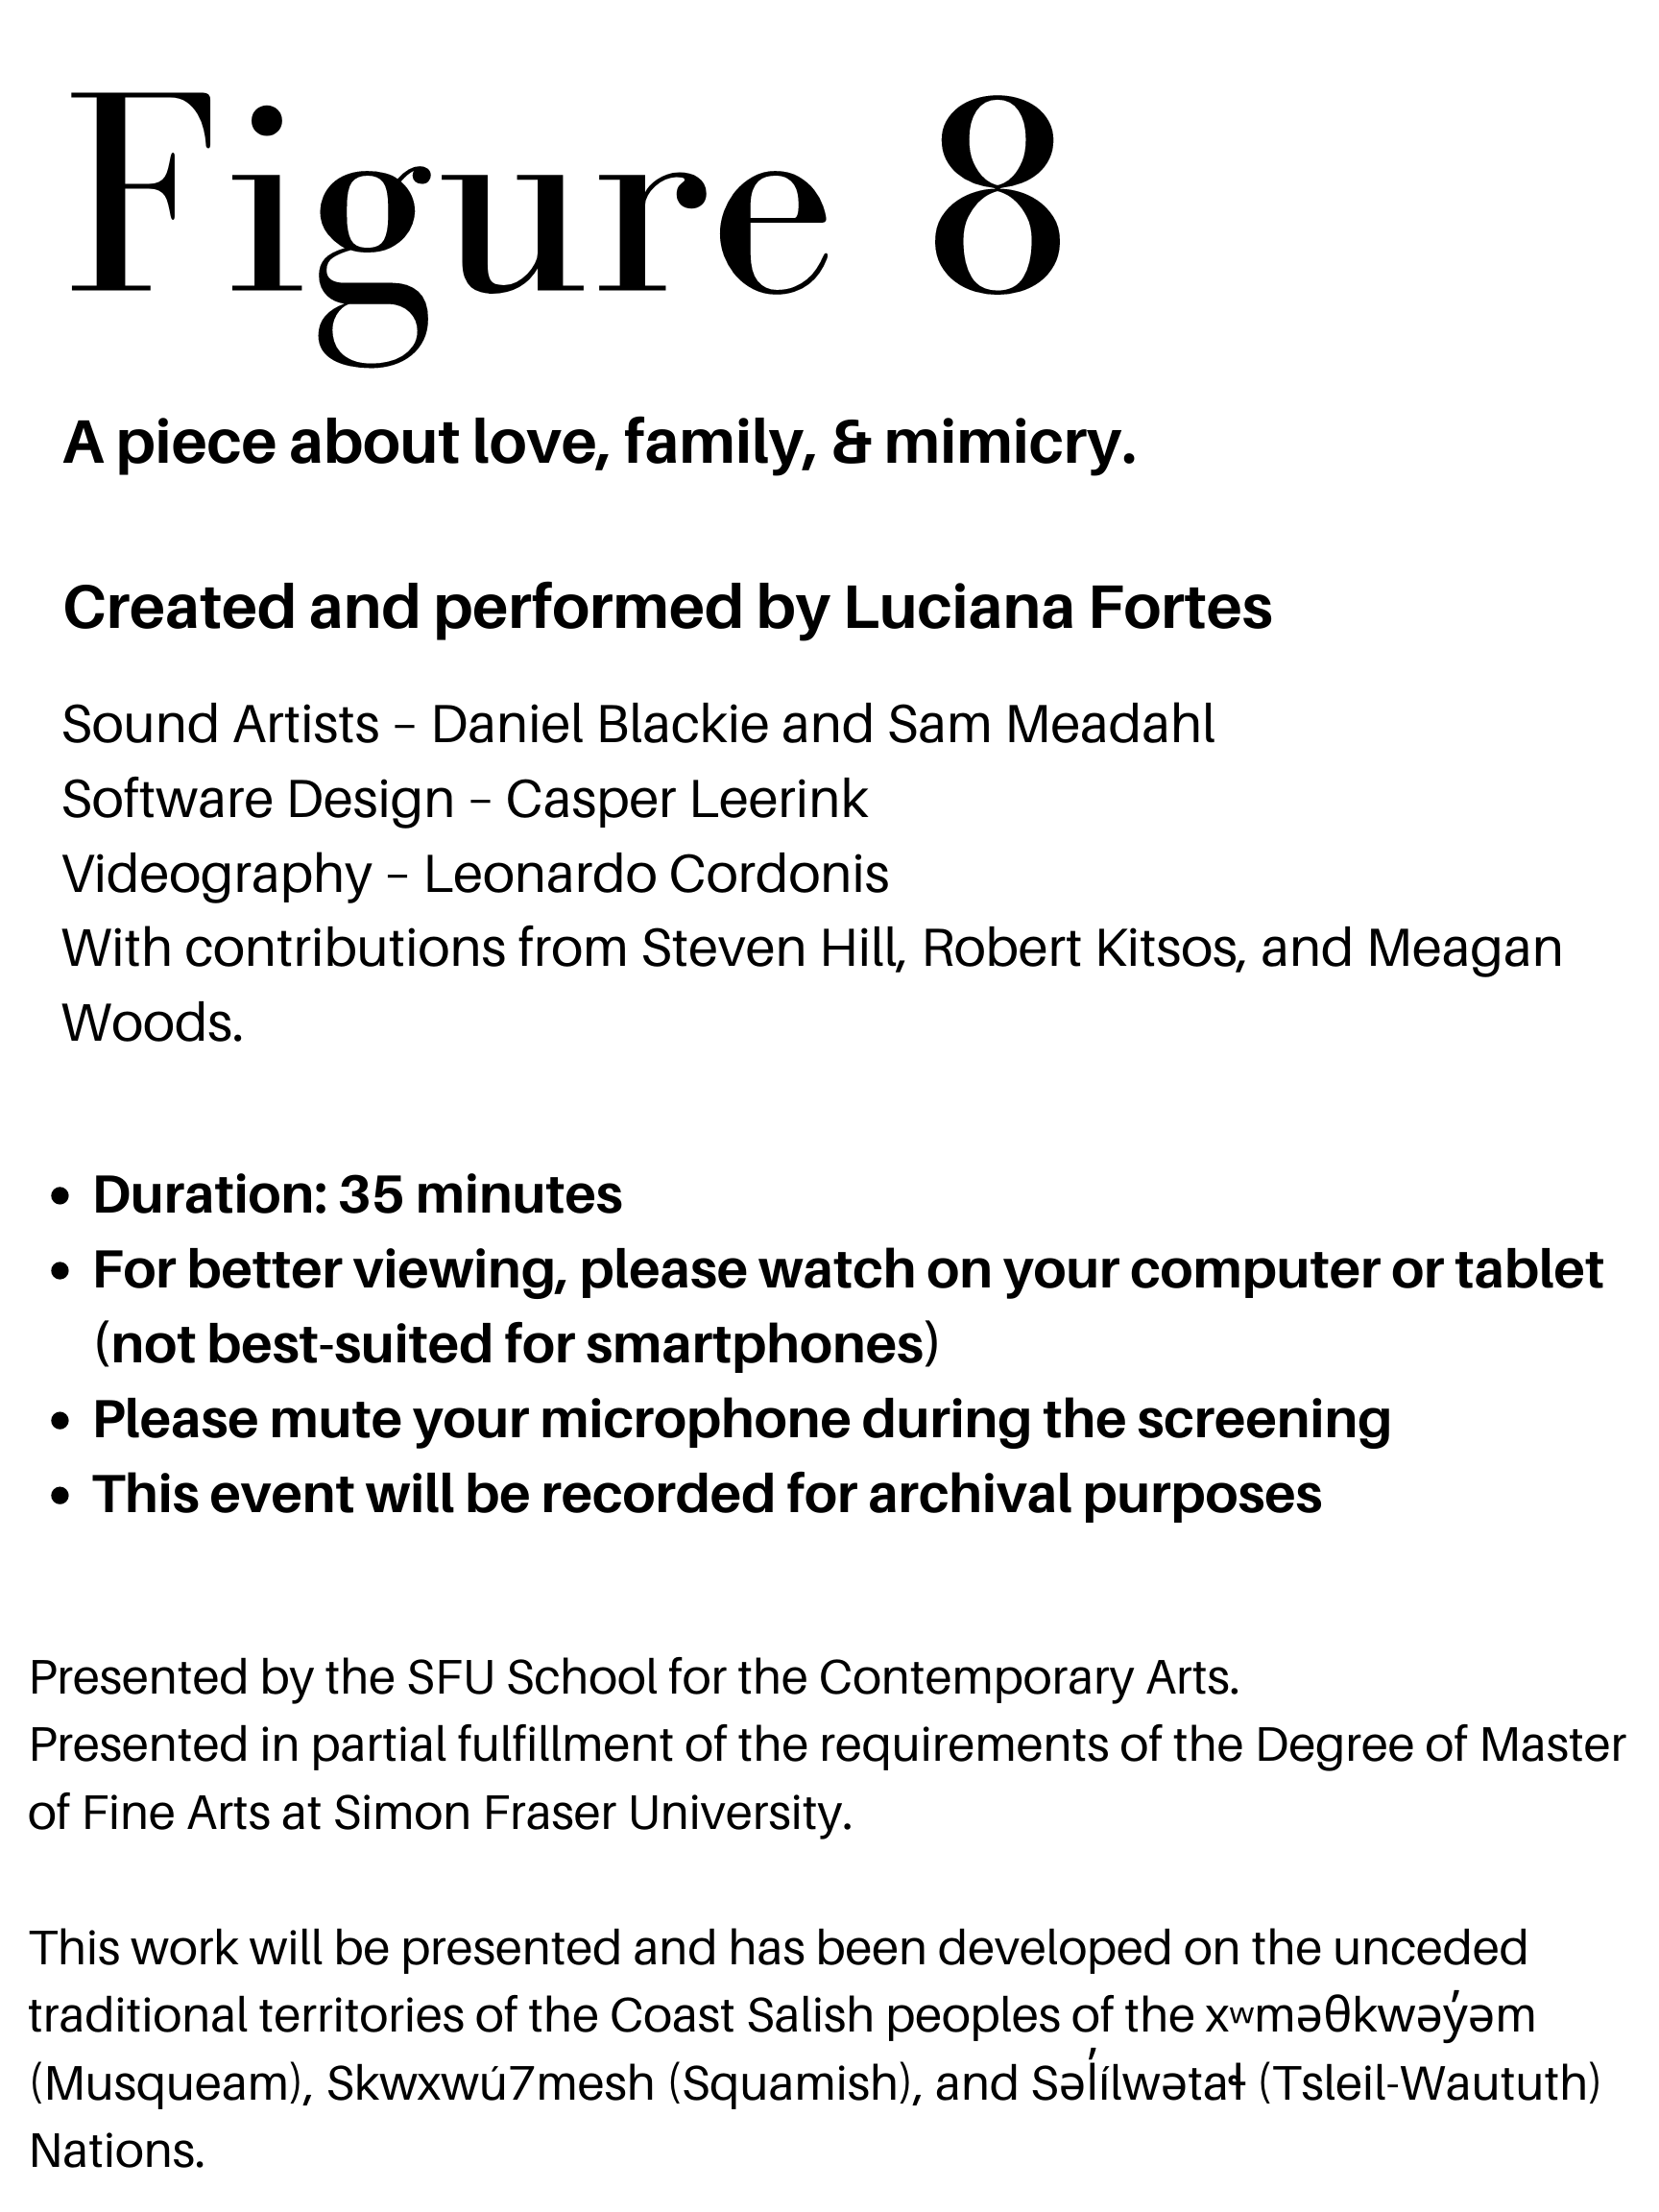 Figure 8
A piece about love, family, & mimicry.
Created and performed by Luciana Fortes
Sound Artists – Daniel Blackie and Sam Meadahl
Software Design – Casper Leerink
Videography – Leonardo Cordonis
With contributions from Steven Hill, Robert Kitsos, and Meagan
Woods.
• Duration: 35 minutes
• For better viewing, please watch on your computer or tablet
(not best-suited for smartphones)
• Please mute your microphone during the screening
• This event will be recorded for archival purposes
Presented by the SFU School for the Contemporary Arts.
Presented in partial fulfillment of the requirements of the Degree of Master
of Fine Arts at Simon Fraser University.
This work will be presented and has been developed on the unceded
traditional territories of the Coast Salish peoples of the xʷməθkwəy̓əm
(Musqueam), Skwxwú7mesh (Squamish), and Səl̓ílwətaɬ (Tsleil-Waututh)
Nations.